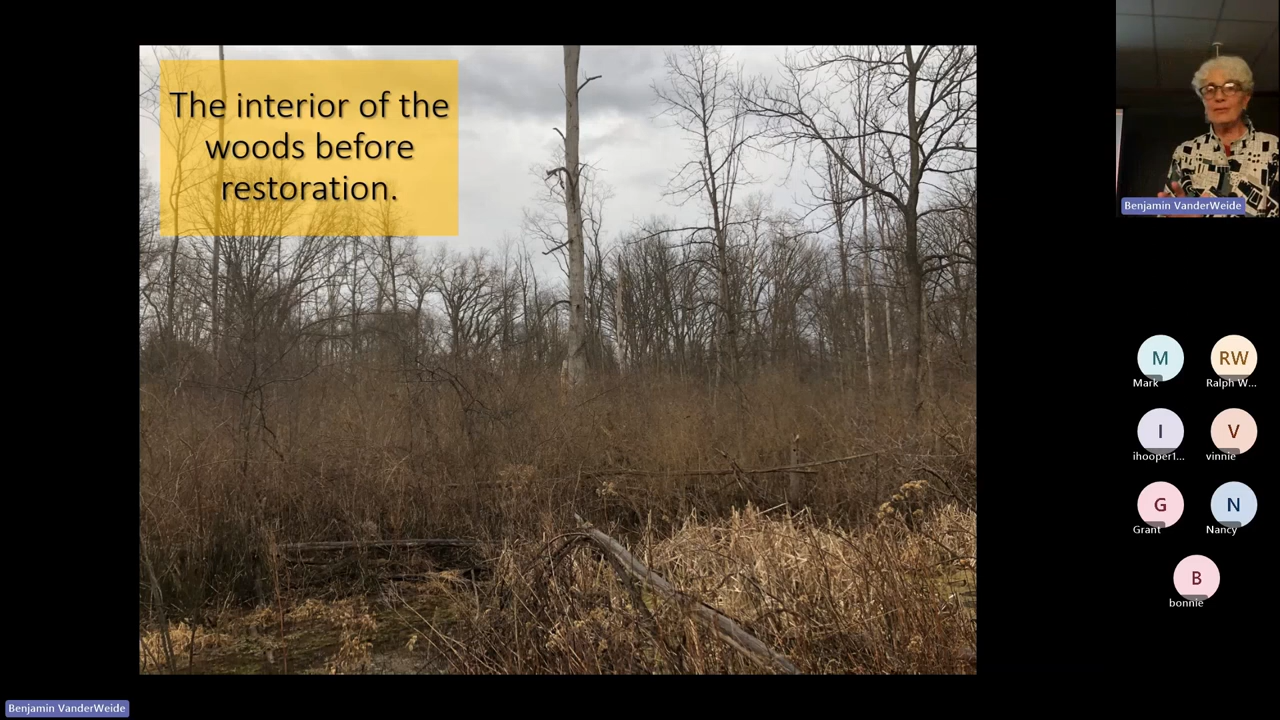 The interior of the
woods before
restoration.
Benjamin VanderWeide
M
RW
Mark
Ralph W...
I
V
ihooper1...
vinnie
G
N
Grant
Nancy
B
bonnie
Benjamin VanderWeide